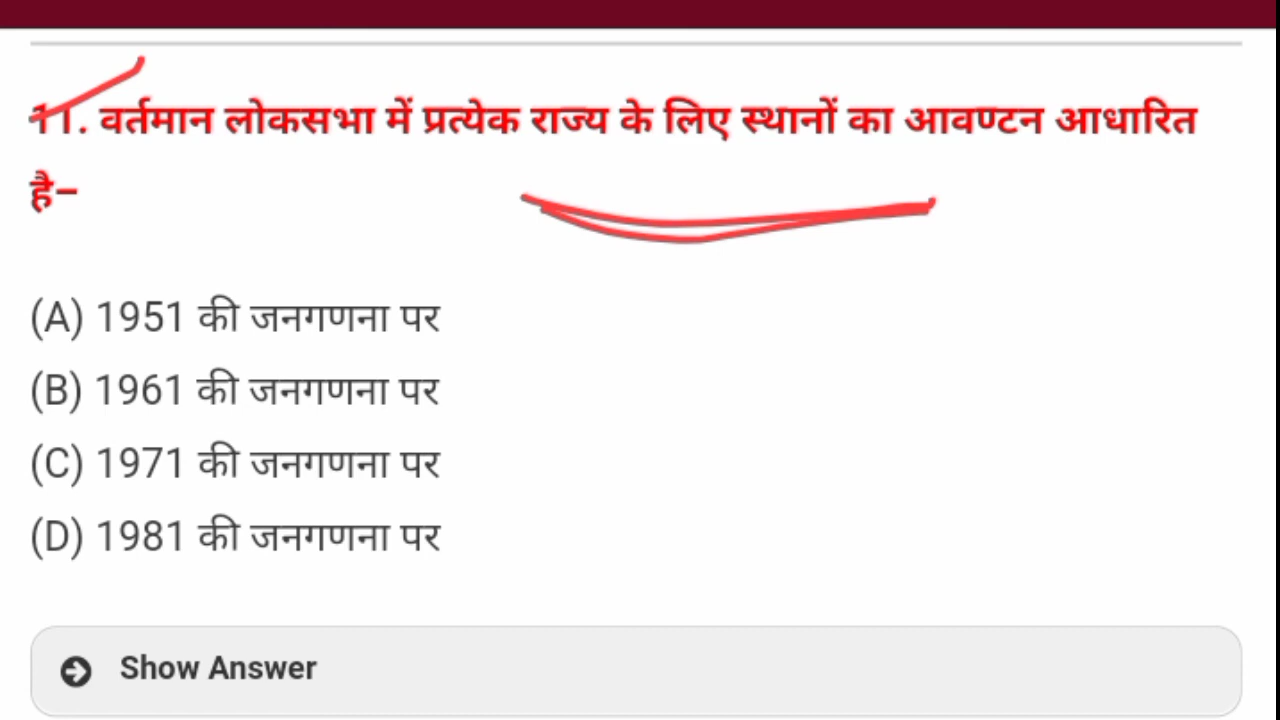 11. वर्तमान लोकसभा में प्रत्येक राज्य के लिए स्थानों का आवण्टन आधारित
है–
(A) 1951 की जनगणना पर
(B) 1961 की जनगणना पर
(C) 1971 की जनगणना पर
(D) 1981 की जनगणना पर
Show Answer